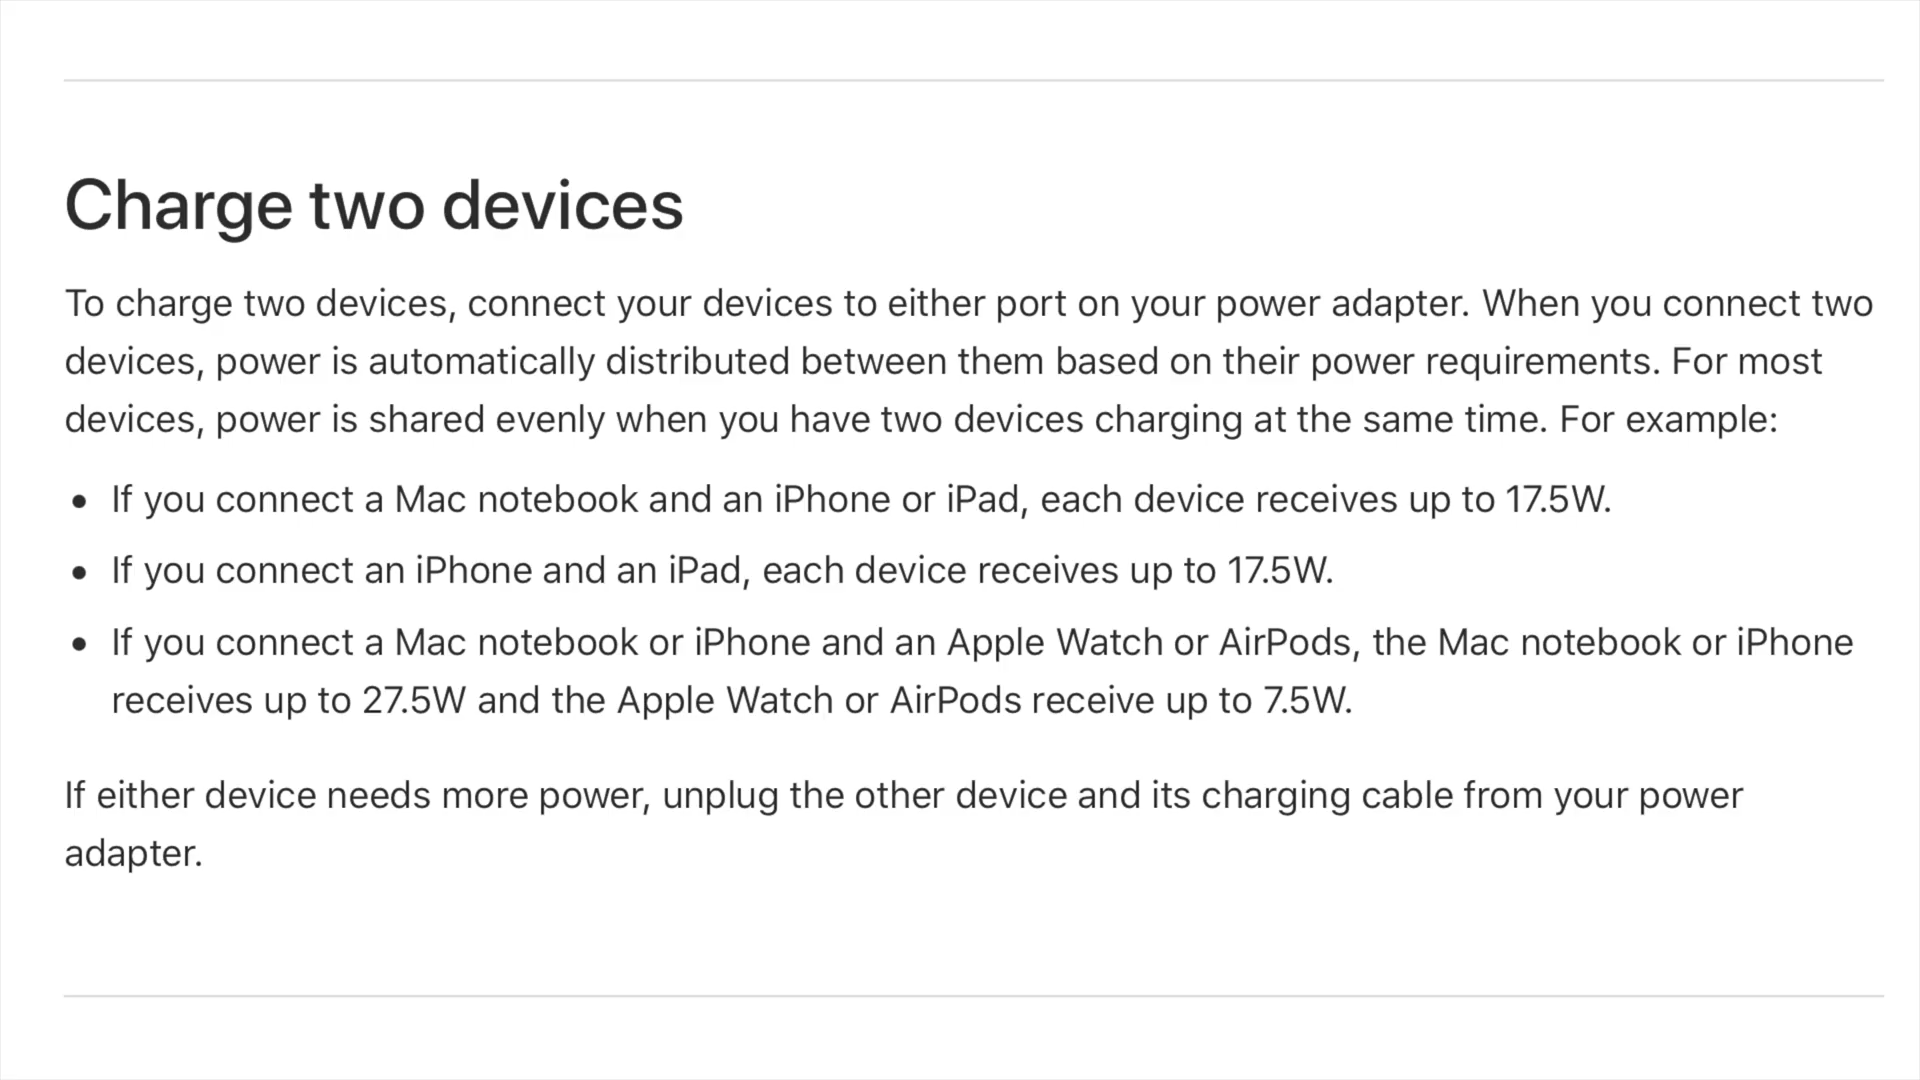 Charge two devices
To charge two devices, connect your devices to either port on your power adapter. When you connect two
devices, power is automatically distributed between them based on their power requirements. For most
devices, power is shared evenly when you have two devices charging at the same time. For example:
• If you connect a Mac notebook and an iPhone or iPad, each device receives up to 17.5W.
• If you connect an iPhone and an iPad, each device receives up to 17.5W.
• If you connect a Mac notebook or iPhone and an Apple Watch or AirPods, the Mac notebook or iPhone
receives up to 27.5W and the Apple Watch or AirPods receive up to 7.5W.
If either device needs more power, unplug the other device and its charging cable from your power
adapter.